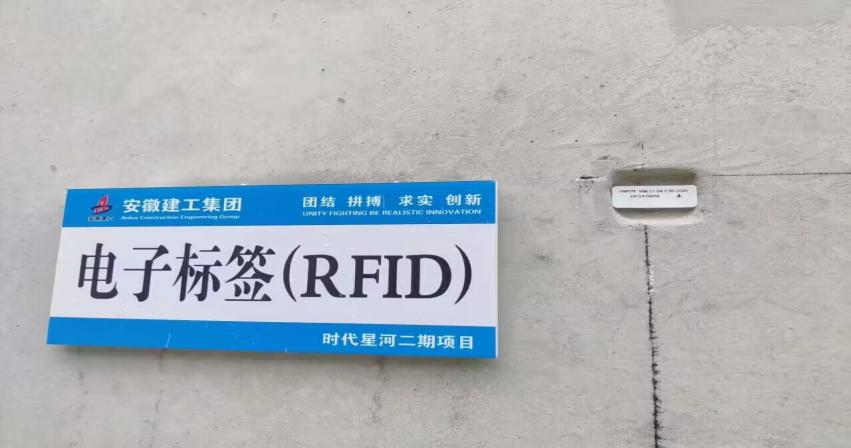 安徽建工集团
Anhui Construction Engineering Group
团结 拼搏 求实 创新
UNITY FIGHTING BE REALISTIC INNOVATION
电子标签(RFID)
时代星河二期项目